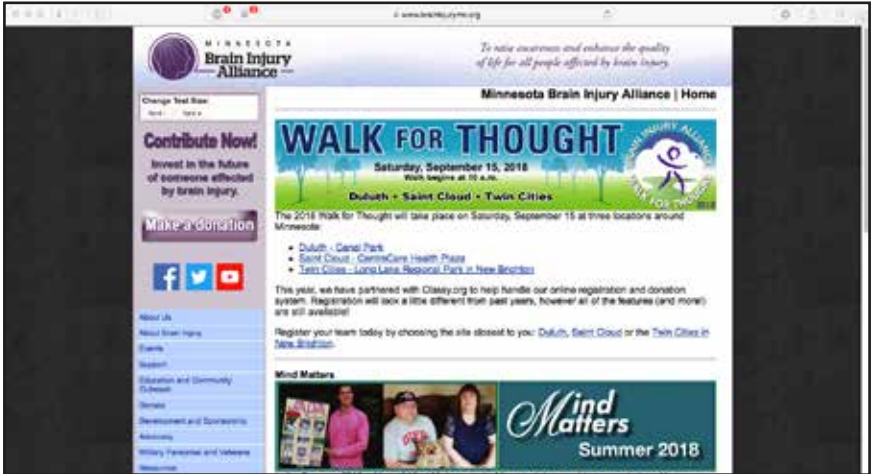 www.braininjurymn.org
MINNESOTA
Brain Injury
Alliance
To raise awareness and enhance the quality
of life for all people affected by brain injury.
Minnesota Brain Injury Alliance | Home
Change Text Size:
Contribute Now!
Invest in the future
of someone affected
by brain injury.
Make a donation
WALK FOR THOUGHT
Saturday, September 15, 2018
Walk begins at 10 a.m.
Duluth • Saint Cloud • Twin Cities
BRAIN INJURY ALLIANCE
WALK FOR THOUGHT
2018
The 2018 Walk for Thought will take place on Saturday, September 15 at three locations around
Minnesota:
• Duluth - Canal Park
• Saint Cloud - CentraCare Health Plaza
• Twin Cities - Long Lake Regional Park in New Brighton
This year, we have partnered with Classy.org to help handle our online registration and donation
system. Registration will look a little different from past years, however all of the features (and more!)
are still available!
Register your team today by choosing the site closest to you: Duluth, Saint Cloud or the Twin Cities in
New Brighton.
About Us
About Brain Injury
Events
Support
Education and Community
Outreach
Donate
Development and Sponsorship
Advocacy
Military Personnel and Veterans
Resources
Mind Matters
Mind
Matters
Summer 2018